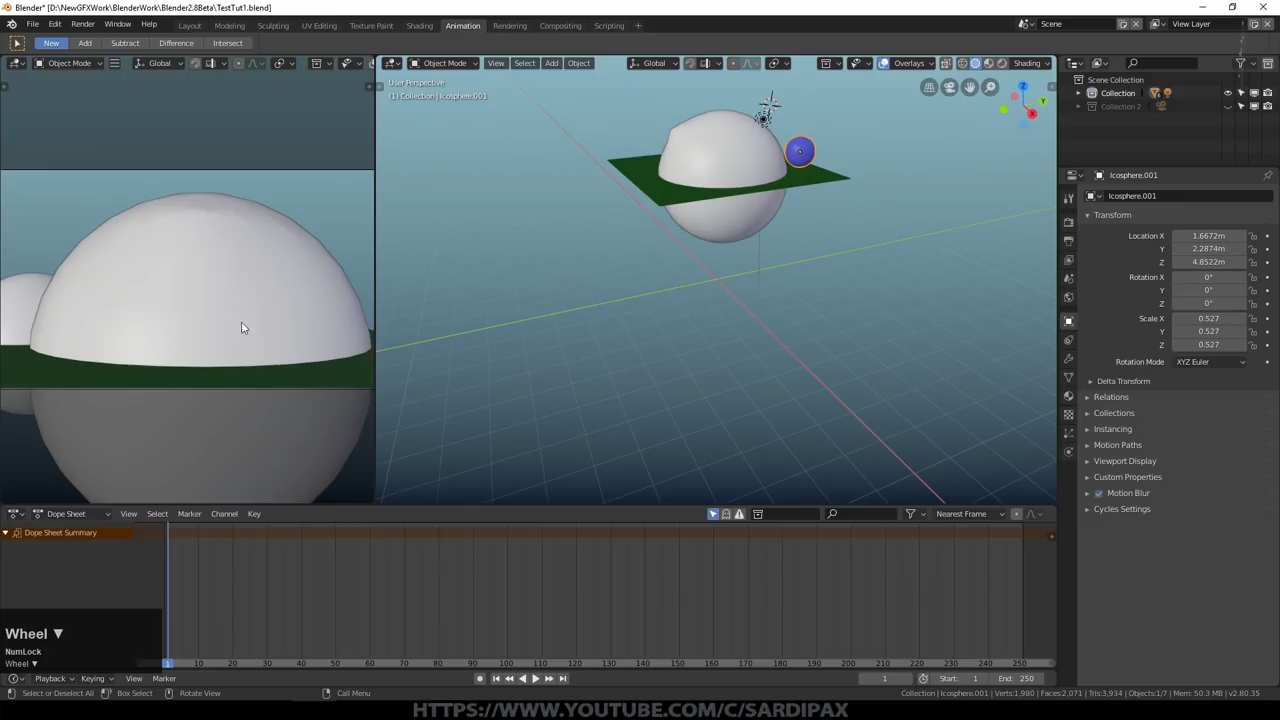 Blender* [D:\NewGFXWork\BlenderWork\Blender2.8Beta\TestTut1.blend]
File Edit Render Window Help Layout Modeling Sculpting UV Editing Texture Paint Animation Shading Rendering Compositing Scripting + Scene View Layer
New Add Subtract Difference Intersect
Object Mode Global Object Mode View Select Add Object Global Overlays Shading
User Perspective
(1) Collection | Icosphere.001
Scene Collection
Collection
Collection 2
Z
Y
X
Icosphere.001
Icosphere.001
Transform
Location X 1.6672m
Y 2.2874m
Z 4.8522m
Rotation X 0°
Y 0°
Z 0°
Scale X 0.527
Y 0.527
Z 0.527
Rotation Mode XYZ Euler
Delta Transform
Relations
Collections
Instancing
Motion Paths
Viewport Display
Custom Properties
Motion Blur
Cycles Settings
Dope Sheet View Select Marker Channel Key Nearest Frame
Dope Sheet Summary
Wheel ▼
NumLock
Wheel ▼
1 10 20 30 40 50 60 70 80 90 100 110 120 130 140 150 160 170 180 190 200 210 220 230 240 250
Playback Keying View Marker 1 Start: 1 End: 250
Select or Deselect All Box Select Rotate View Call Menu Collection | Icosphere.001 | Verts:1,980 | Faces:2,071 | Tris:3,934 | Objects:1/7 | Mem: 50.3 MB | v2.80.35
HTTPS://WWW.YOUTUBE.COM/C/SARDIPAX